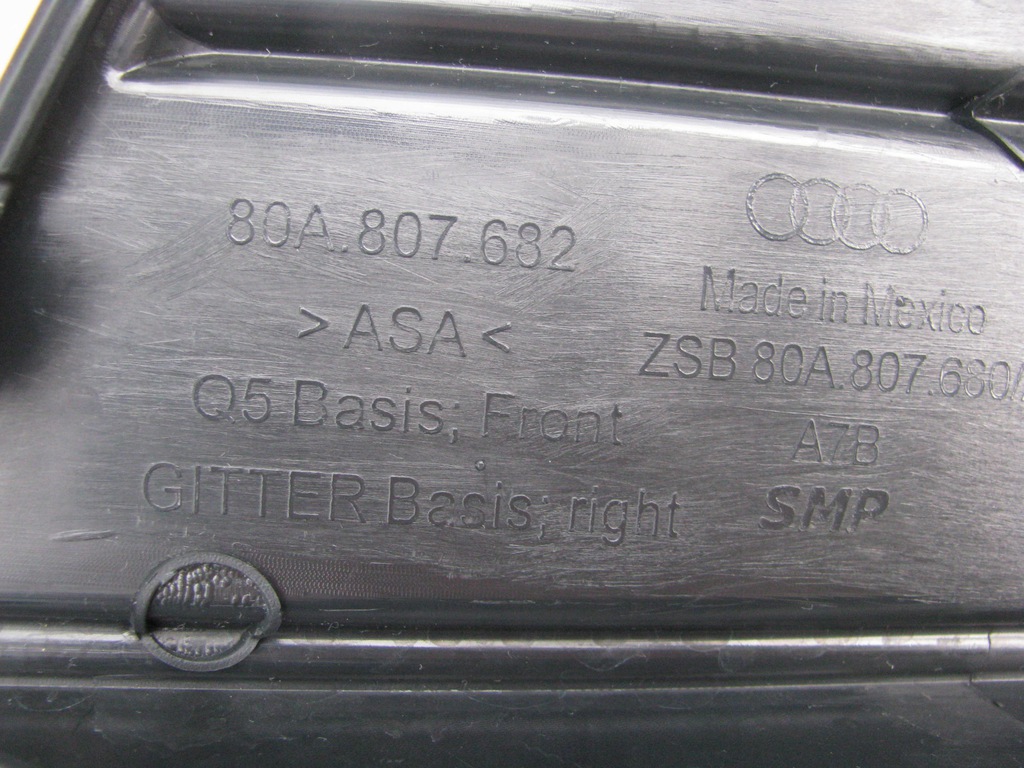 80A.807.682
>ASA<
Q5 Basis; Front
GITTER Basis; right
Made in Mexico
ZSB 80A.807.680/
A7B
SMP